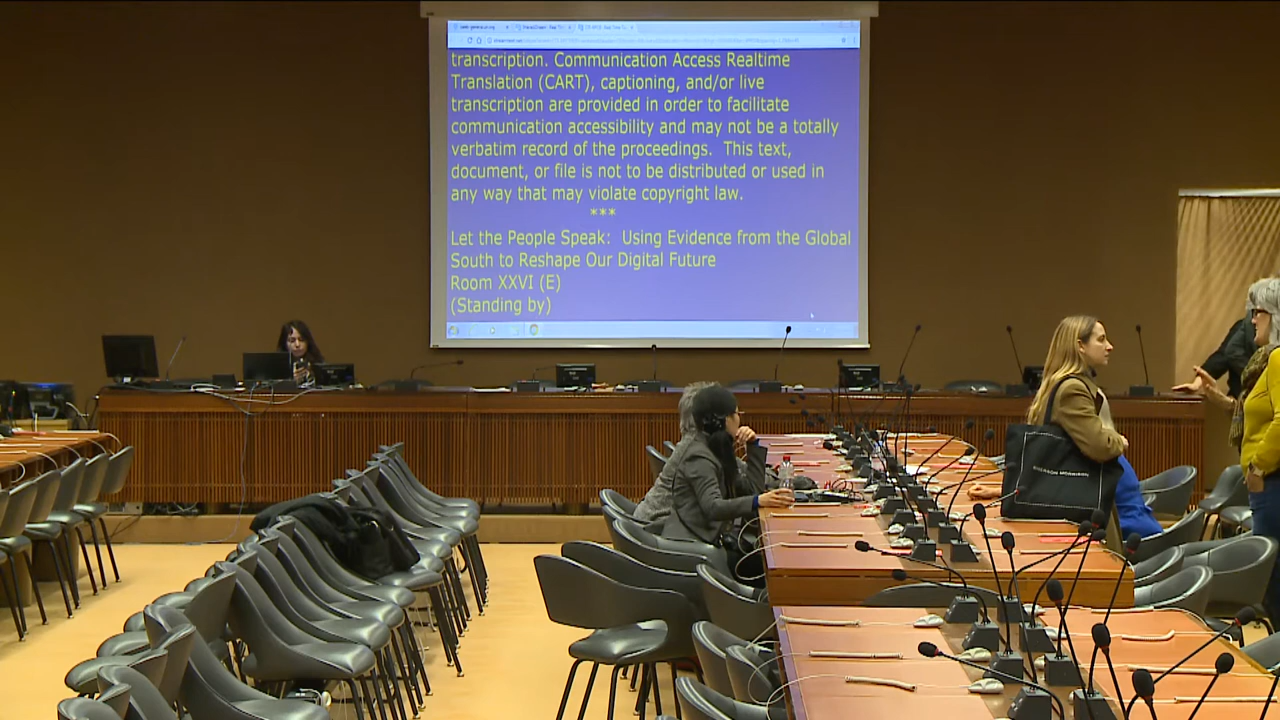 transcription. Communication Access Realtime
Translation (CART), captioning, and/or live
transcription are provided in order to facilitate
communication accessibility and may not be a totally
verbatim record of the proceedings. This text,
document, or file is not to be distributed or used in
any way that may violate copyright law.
***
Let the People Speak: Using Evidence from the Global
South to Reshape Our Digital Future
Room XXVI (E)
(Standing by)